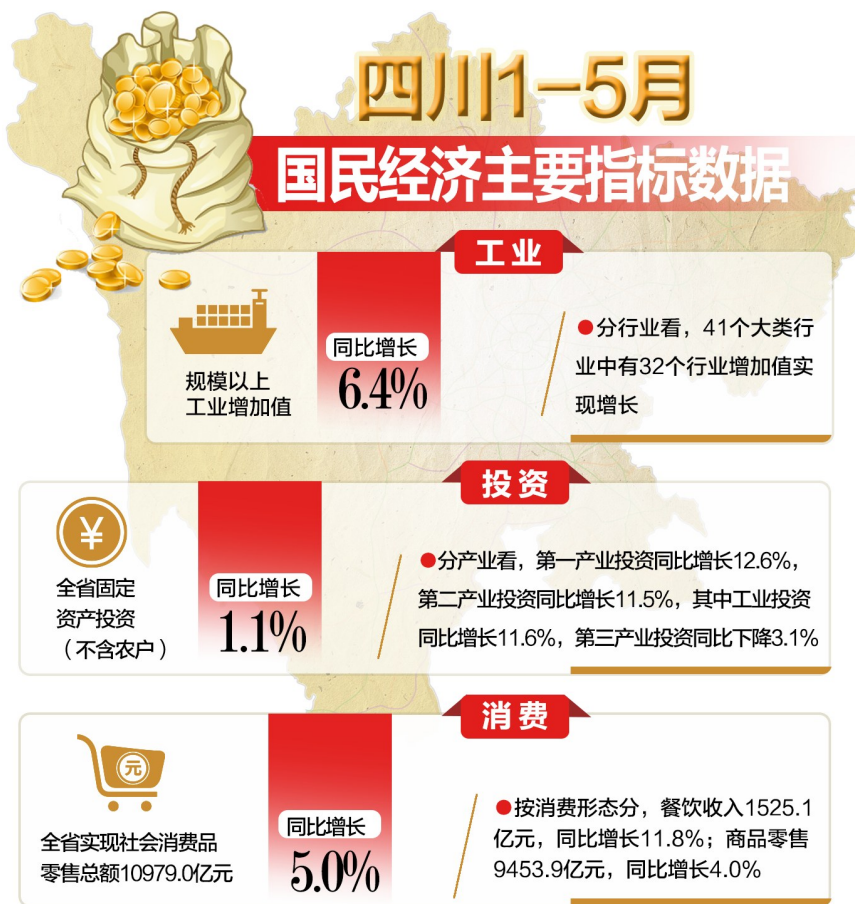 四川1-5月
国民经济主要指标数据
工业
规模以上
工业增加值
同比增长
6.4%
●分行业看，41个大类行
业中有32个行业增加值实
现增长
投资
¥
全省固定
资产投资
（不含农户）
同比增长
1.1%
●分产业看，第一产业投资同比增长12.6%，
第二产业投资同比增长11.5%，其中工业投资
同比增长11.6%，第三产业投资同比下降3.1%
消费
元
全省实现社会消费品
零售总额10979.0亿元
同比增长
5.0%
●按消费形态分，餐饮收入1525.1
亿元，同比增长11.8%；商品零售
9453.9亿元，同比增长4.0%